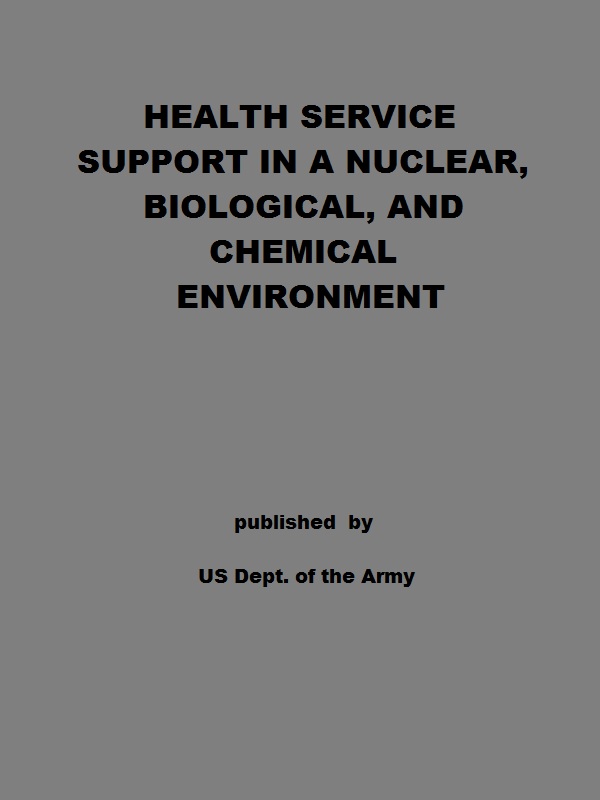 HEALTH SERVICE
SUPPORT IN A NUCLEAR,
BIOLOGICAL, AND
CHEMICAL
ENVIRONMENT
published by
US Dept. of the Army